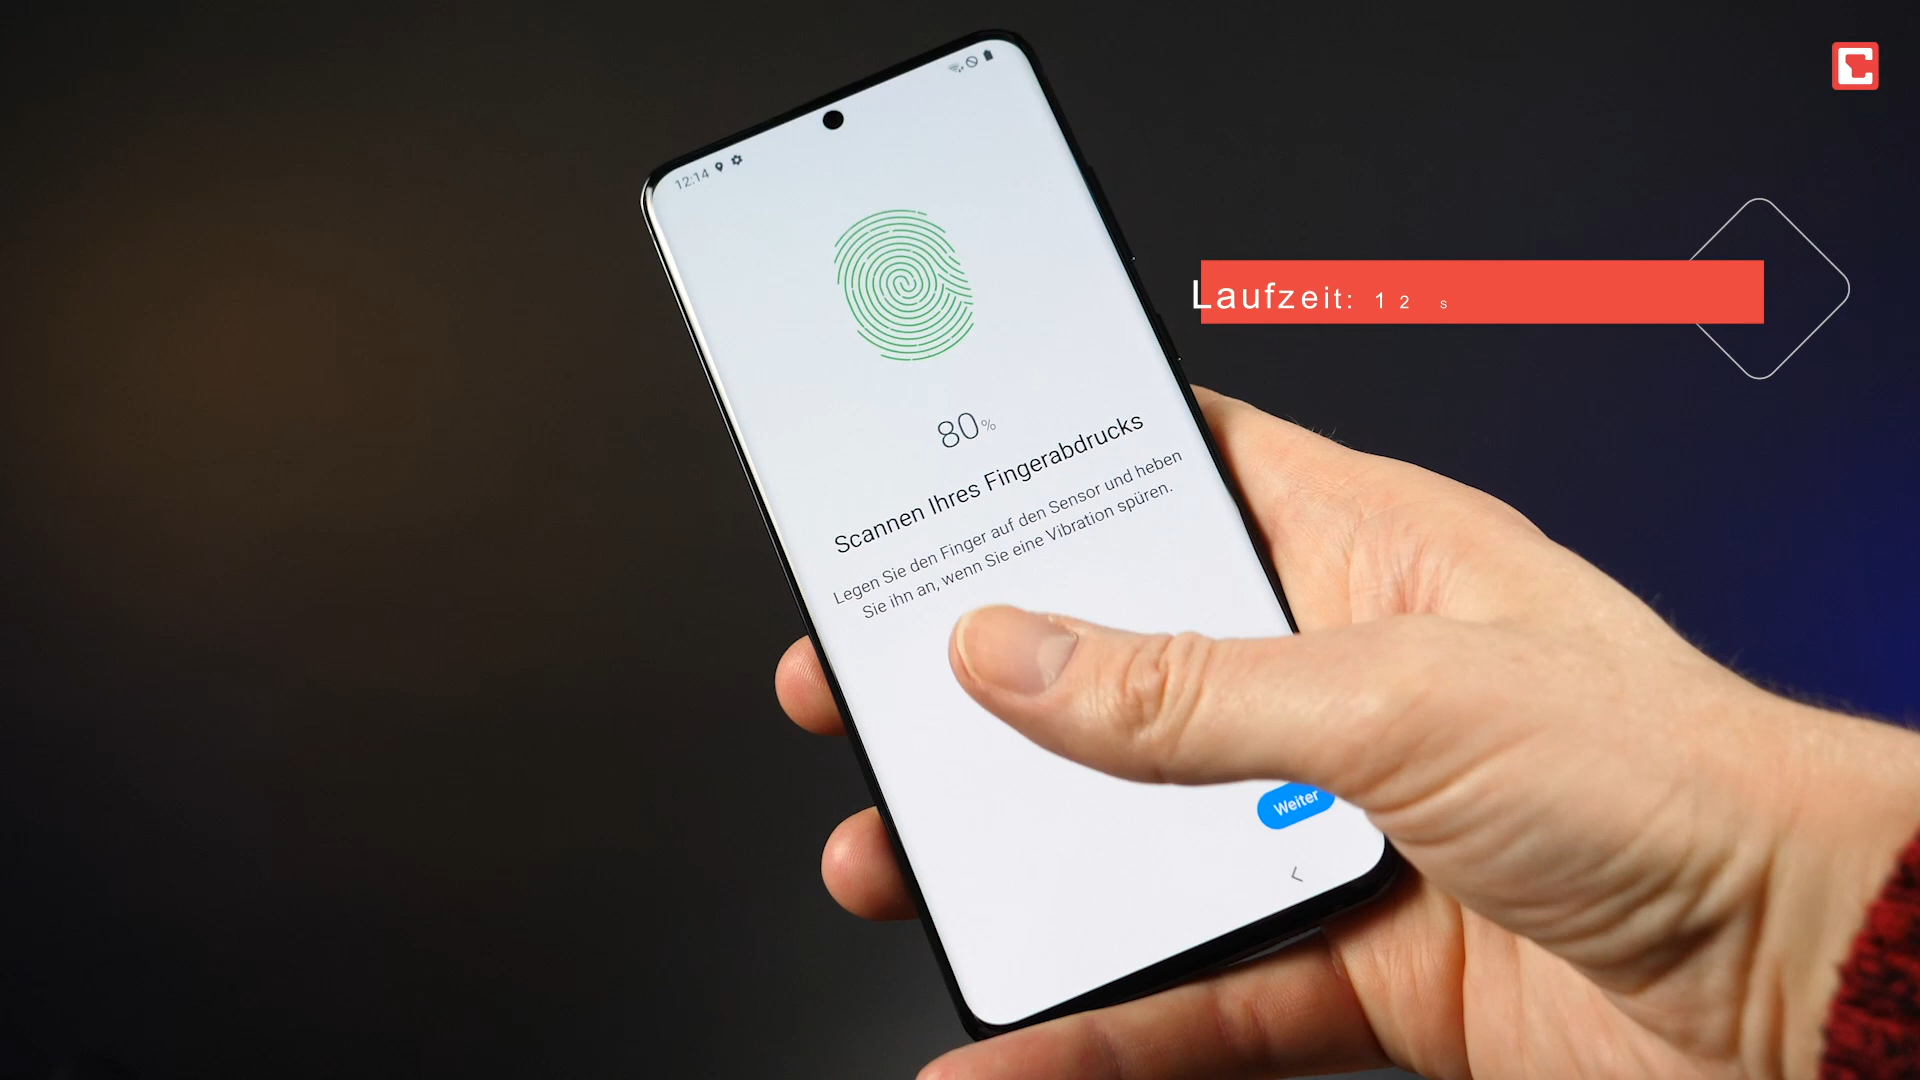 12:14
80%
Scannen Ihres Fingerabdrucks
Legen Sie den Finger auf den Sensor und heben
Sie ihn an, wenn Sie eine Vibration spüren.
Weiter
Laufzeit: 12 s